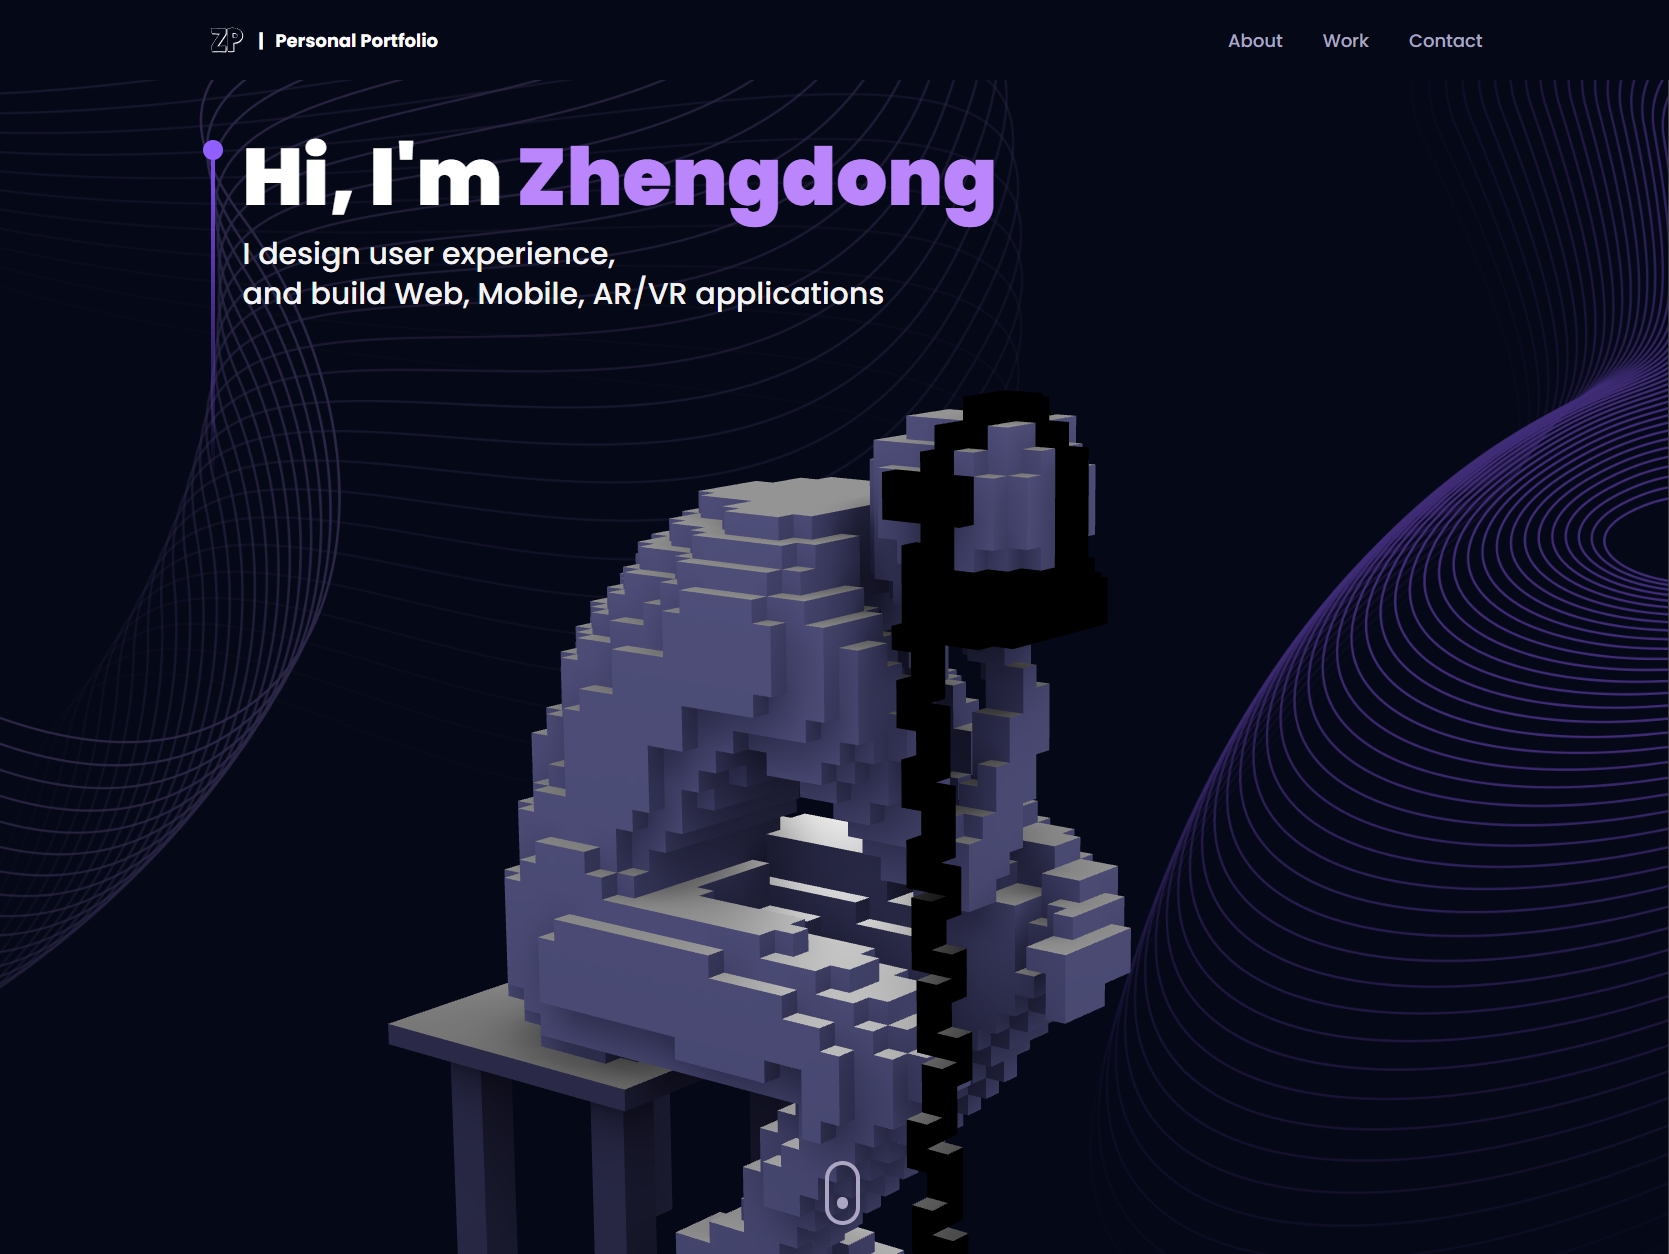 ZP | Personal Portfolio
About Work Contact
Hi, I'm Zhengdong
I design user experience,
and build Web, Mobile, AR/VR applications